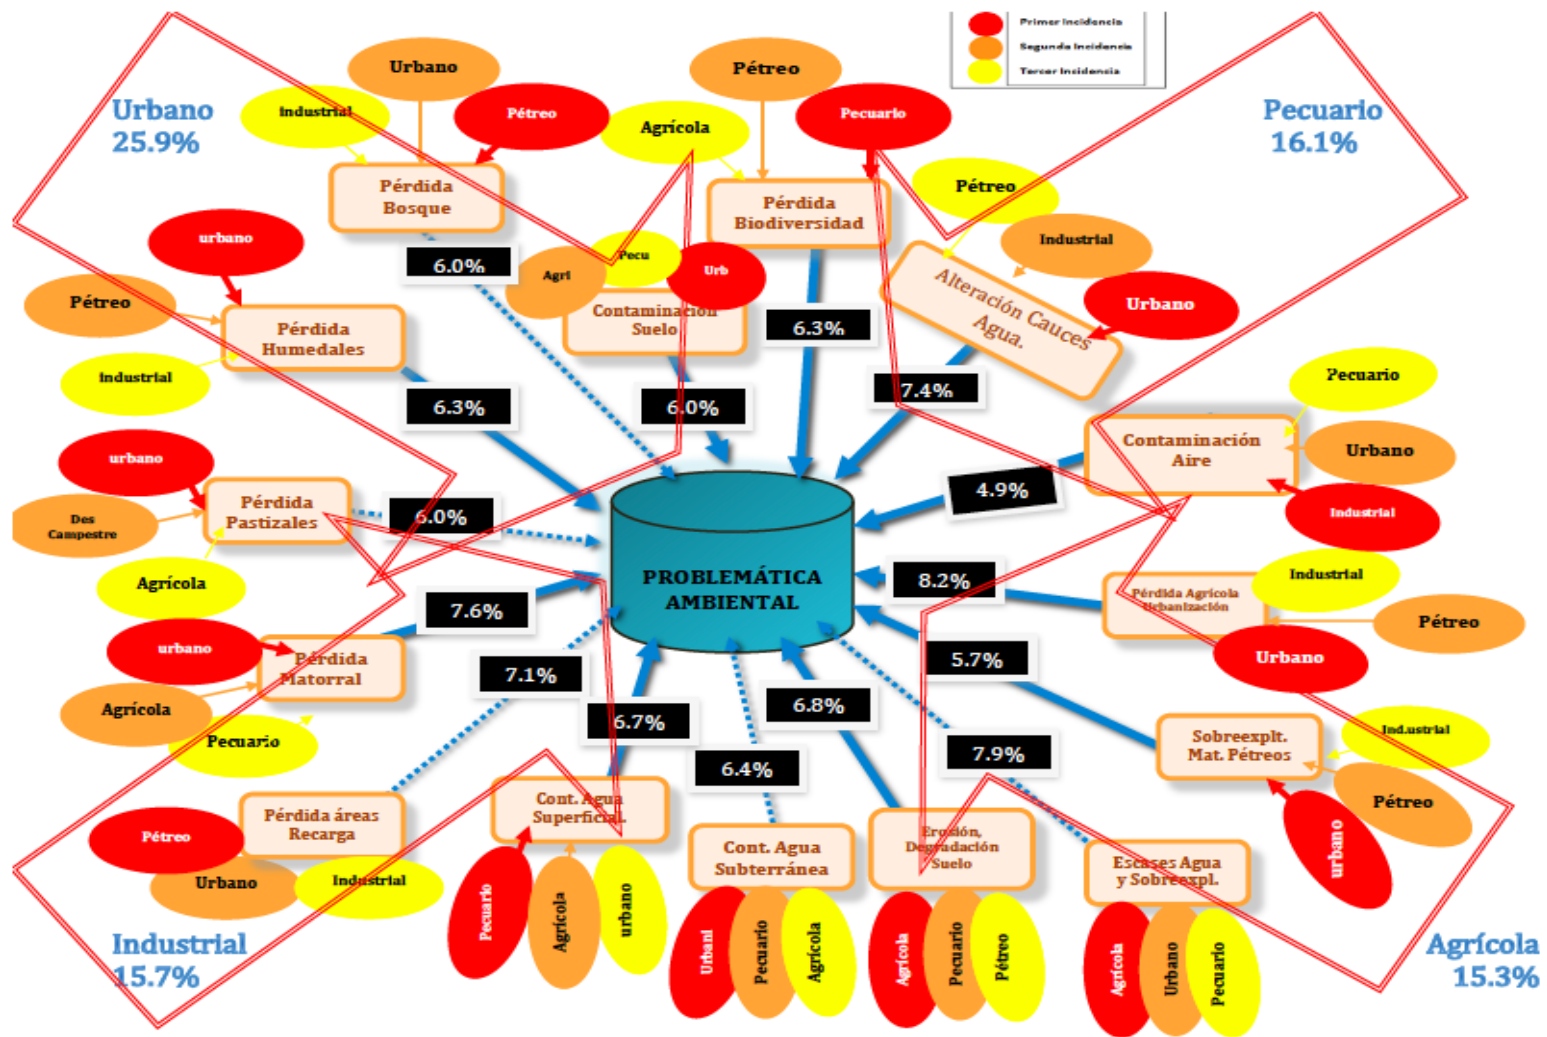 Primer Incidencia
Segunda Incidencia
Tercer Incidencia
Urbano
25.9%
Pecuario
16.1%
Urbano
industrial
Pétreo
Pérdida
Bosque
6.0%
Pétreo
Agrícola
Pecuario
Pérdida
Biodiversidad
6.3%
Pétreo
Industrial
Urbano
Alteración Cauces
Agua.
7.4%
urbano
Pétreo
industrial
Pérdida
Humedales
6.3%
Agri
Pecu
Urb
Contaminación
Suelo
6.0%
Pecuario
Urbano
Industrial
Contaminación
Aire
4.9%
urbano
Des
Campestre
Agrícola
Pérdida
Pastizales
6.0%
PROBLEMÁTICA
AMBIENTAL
8.2%
Pérdida Agrícola
Urbanización
Industrial
Pétreo
Urbano
urbano
Agrícola
Pecuario
Pérdida
Matorral
7.6%
5.7%
Sobreexplt.
Mat. Pétreos
Ind.ustrial
Pétreo
urbano
7.1%
Pérdida áreas
Recarga
Pétreo
Urbano
Industrial
6.7%
Cont. Agua
Superficial.
Pecuario
Agrícola
urbano
6.4%
Cont. Agua
Subterránea
Urbani
Pecuario
Agrícola
6.8%
Erosión,
Degradación
Suelo
Agrícola
Pecuario
Pétreo
7.9%
Escases Agua
y Sobreexpl.
Agrícola
Urbano
Pecuario
Industrial
15.7%
Agrícola
15.3%